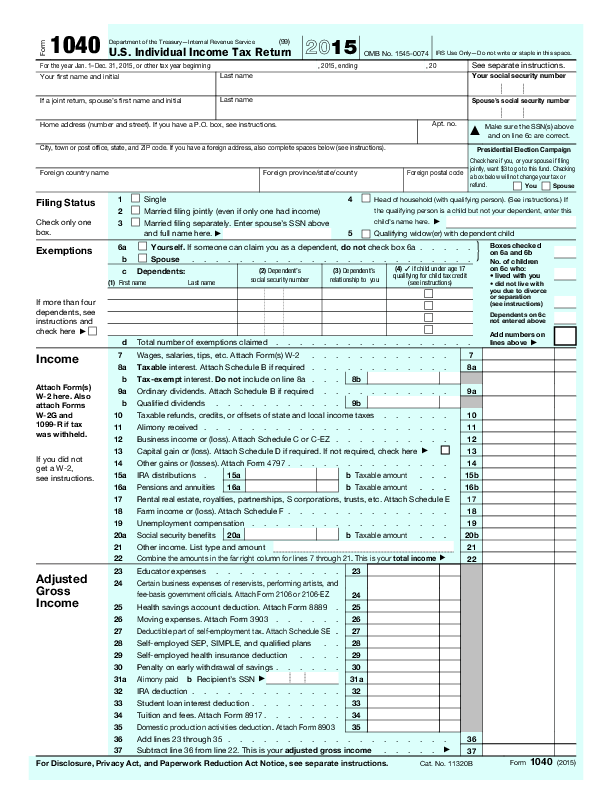 Form 1040 Department of the Treasury—Internal Revenue Service (99)
U.S. Individual Income Tax Return 2015 OMB No. 1545-0074 IRS Use Only—Do not write or staple in this space.
For the year Jan. 1–Dec. 31, 2015, or other tax year beginning , 2015, ending , 20 See separate instructions.
Your first name and initial Last name Your social security number
If a joint return, spouse's first name and initial Last name Spouse's social security number
Home address (number and street). If you have a P.O. box, see instructions. Apt. no.
▲ Make sure the SSN(s) above
and on line 6c are correct.
City, town or post office, state, and ZIP code. If you have a foreign address, also complete spaces below (see instructions).
Foreign country name Foreign province/state/county Foreign postal code
Presidential Election Campaign
Check here if you, or your spouse if filing
jointly, want $3 to go to this fund. Checking
a box below will not change your tax or
refund. You Spouse
Filing Status
Check only one
box.
1 Single
2 Married filing jointly (even if only one had income)
3 Married filing separately. Enter spouse's SSN above
and full name here. ▶
4 Head of household (with qualifying person). (See instructions.) If
the qualifying person is a child but not your dependent, enter this
child's name here. ▶
5 Qualifying widow(er) with dependent child
Exemptions
6a Yourself. If someone can claim you as a dependent, do not check box 6a . . . . .
b Spouse . . . . . . . . . . . . . . . . . . . . . . . .
c Dependents:
(1) First name Last name
(2) Dependent's
social security number
(3) Dependent's
relationship to you
(4) ✓ if child under age 17
qualifying for child tax credit
(see instructions)
If more than four
dependents, see
instructions and
check here ▶
d Total number of exemptions claimed . . . . . . . . . . . . . . . . .
Boxes checked
on 6a and 6b
No. of children
on 6c who:
• lived with you
• did not live with
you due to divorce
or separation
(see instructions)
Dependents on 6c
not entered above
Add numbers on
lines above ▶
Income
Attach Form(s)
W-2 here. Also
attach Forms
W-2G and
1099-R if tax
was withheld.
If you did not
get a W-2,
see instructions.
7 Wages, salaries, tips, etc. Attach Form(s) W-2 . . . . . . . . . . . . 7
8a Taxable interest. Attach Schedule B if required . . . . . . . . . . . . 8a
b Tax-exempt interest. Do not include on line 8a . . . 8b
9a Ordinary dividends. Attach Schedule B if required . . . . . . . . . . . 9a
b Qualified dividends . . . . . . . . . . . 9b
10 Taxable refunds, credits, or offsets of state and local income taxes . . . . . . 10
11 Alimony received . . . . . . . . . . . . . . . . . . . . . 11
12 Business income or (loss). Attach Schedule C or C-EZ . . . . . . . . . . 12
13 Capital gain or (loss). Attach Schedule D if required. If not required, check here ▶ 13
14 Other gains or (losses). Attach Form 4797 . . . . . . . . . . . . . . 14
15a IRA distributions . 15a b Taxable amount . . . 15b
16a Pensions and annuities 16a b Taxable amount . . . 16b
17 Rental real estate, royalties, partnerships, S corporations, trusts, etc. Attach Schedule E 17
18 Farm income or (loss). Attach Schedule F . . . . . . . . . . . . . . 18
19 Unemployment compensation . . . . . . . . . . . . . . . . . 19
20a Social security benefits 20a b Taxable amount . . . 20b
21 Other income. List type and amount 21
22 Combine the amounts in the far right column for lines 7 through 21. This is your total income ▶ 22
Adjusted
Gross
Income
23 Educator expenses . . . . . . . . . . . 23
24 Certain business expenses of reservists, performing artists, and
fee-basis government officials. Attach Form 2106 or 2106-EZ 24
25 Health savings account deduction. Attach Form 8889 . 25
26 Moving expenses. Attach Form 3903 . . . . . . 26
27 Deductible part of self-employment tax. Attach Schedule SE . 27
28 Self-employed SEP, SIMPLE, and qualified plans . . 28
29 Self-employed health insurance deduction . . . . 29
30 Penalty on early withdrawal of savings . . . . . . 30
31a Alimony paid b Recipient's SSN ▶ 31a
32 IRA deduction . . . . . . . . . . . . . 32
33 Student loan interest deduction . . . . . . . . 33
34 Tuition and fees. Attach Form 8917 . . . . . . . 34
35 Domestic production activities deduction. Attach Form 8903 35
36 Add lines 23 through 35 . . . . . . . . . . . . . . . . . . . 36
37 Subtract line 36 from line 22. This is your adjusted gross income . . . . . ▶ 37
For Disclosure, Privacy Act, and Paperwork Reduction Act Notice, see separate instructions. Cat. No. 11320B Form 1040 (2015)